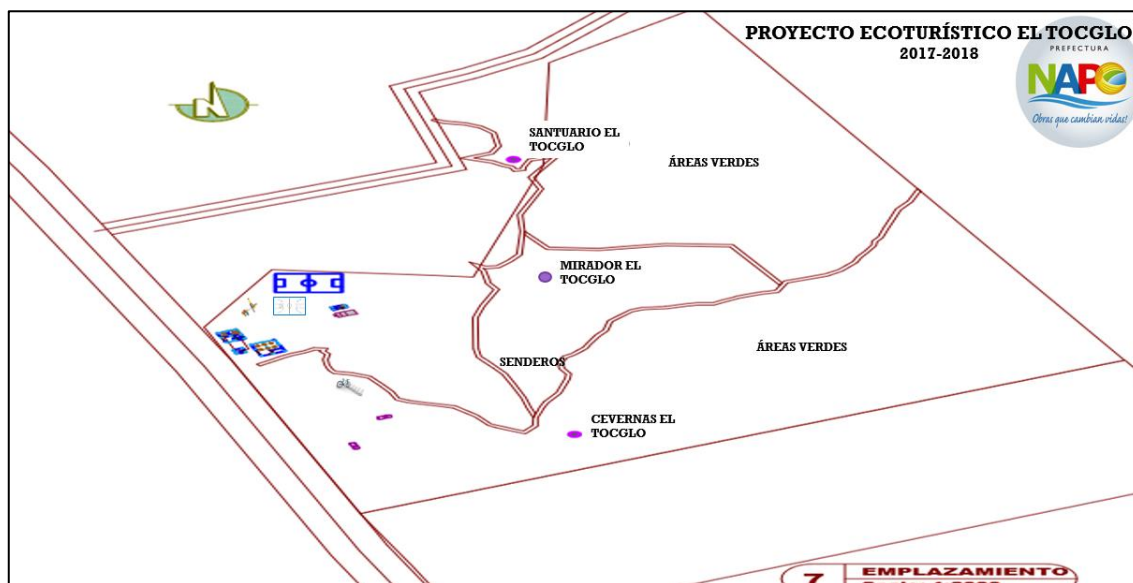 PROYECTO ECOTURÍSTICO EL TOCGLO
2017-2018
PREFECTURA
NAPO
Obras que cambian vidas!
N
SANTUARIO EL
TOCGLO
ÁREAS VERDES
MIRADOR EL
TOCGLO
ÁREAS VERDES
SENDEROS
CEVERNAS EL
TOCGLO
7
EMPLAZAMIENTO